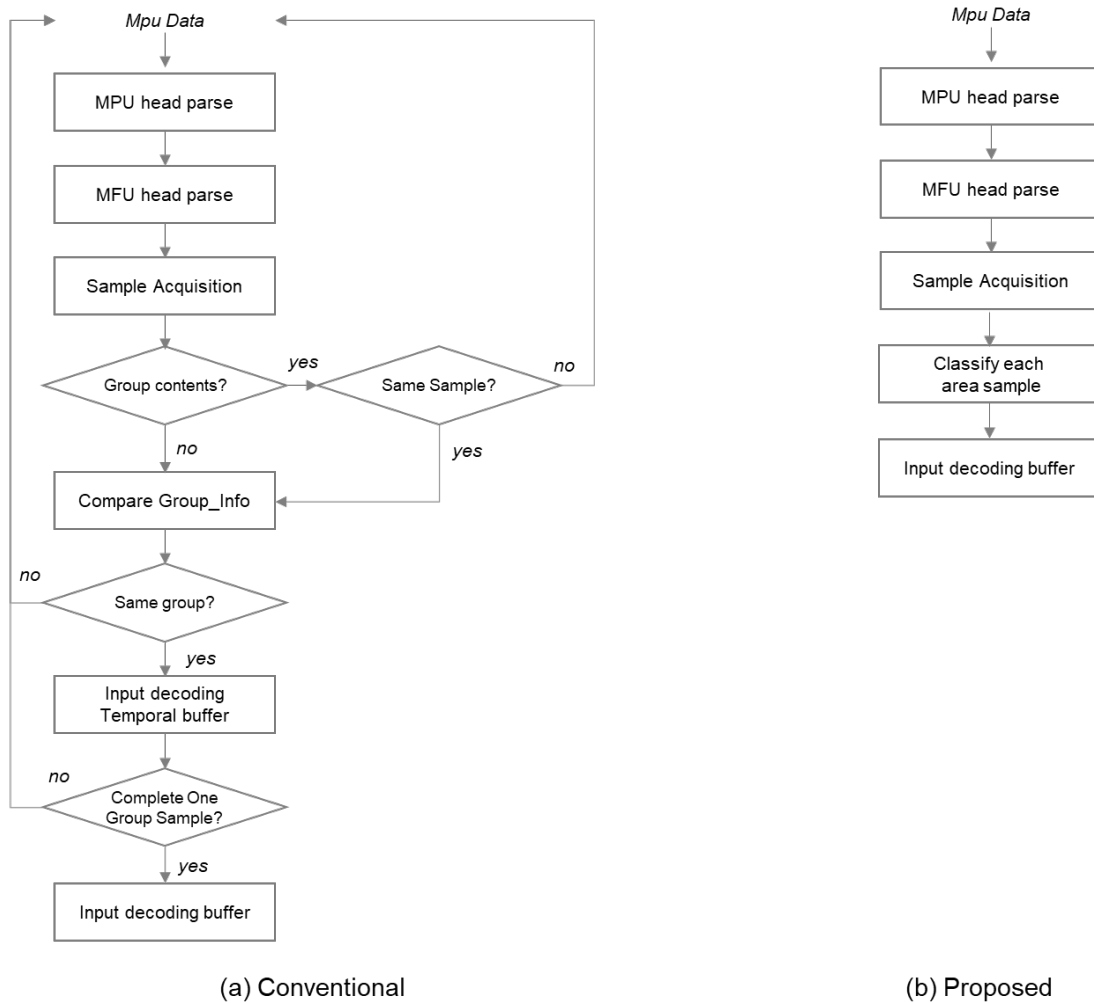 Mpu Data
MPU head parse
MFU head parse
Sample Acquisition
Group contents?
yes
Same Sample?
no
no
yes
Compare Group_Info
no
Same group?
yes
Input decoding
Temporal buffer
no
Complete One
Group Sample?
yes
Input decoding buffer
(a) Conventional
Mpu Data
MPU head parse
MFU head parse
Sample Acquisition
Classify each
area sample
Input decoding buffer
(b) Proposed